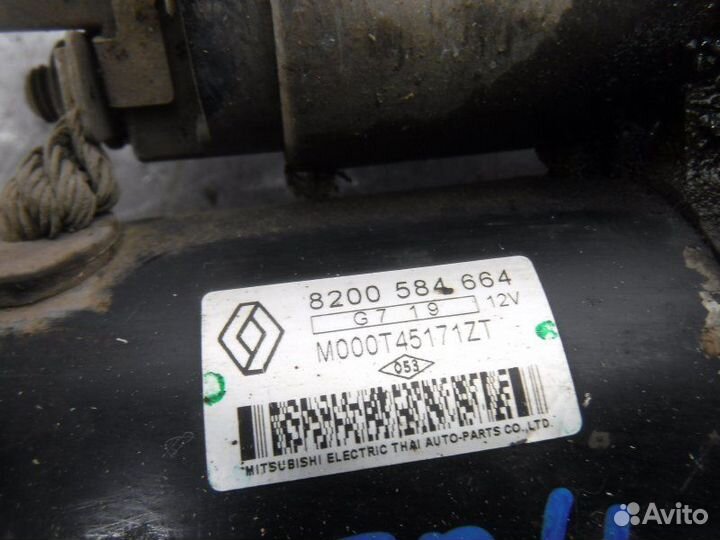 8200 584 664
G7 19 12V
M000T45171ZT
053
MITSUBISHI ELECTRIC THAI AUTO-PARTS CO.,LTD.
Avito